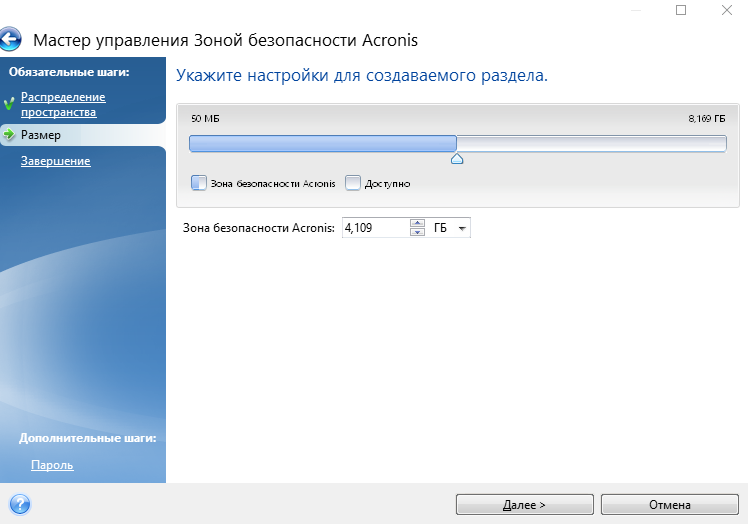 Мастер управления Зоной безопасности Acronis
Обязательные шаги:
Распределение
пространства
Размер
Завершение
Дополнительные шаги:
Пароль
Укажите настройки для создаваемого раздела.
50 МБ
8,169 ГБ
Зона безопасности Acronis
Доступно
Зона безопасности Acronis: 4,109 ГБ
?
Далее >
Отмена